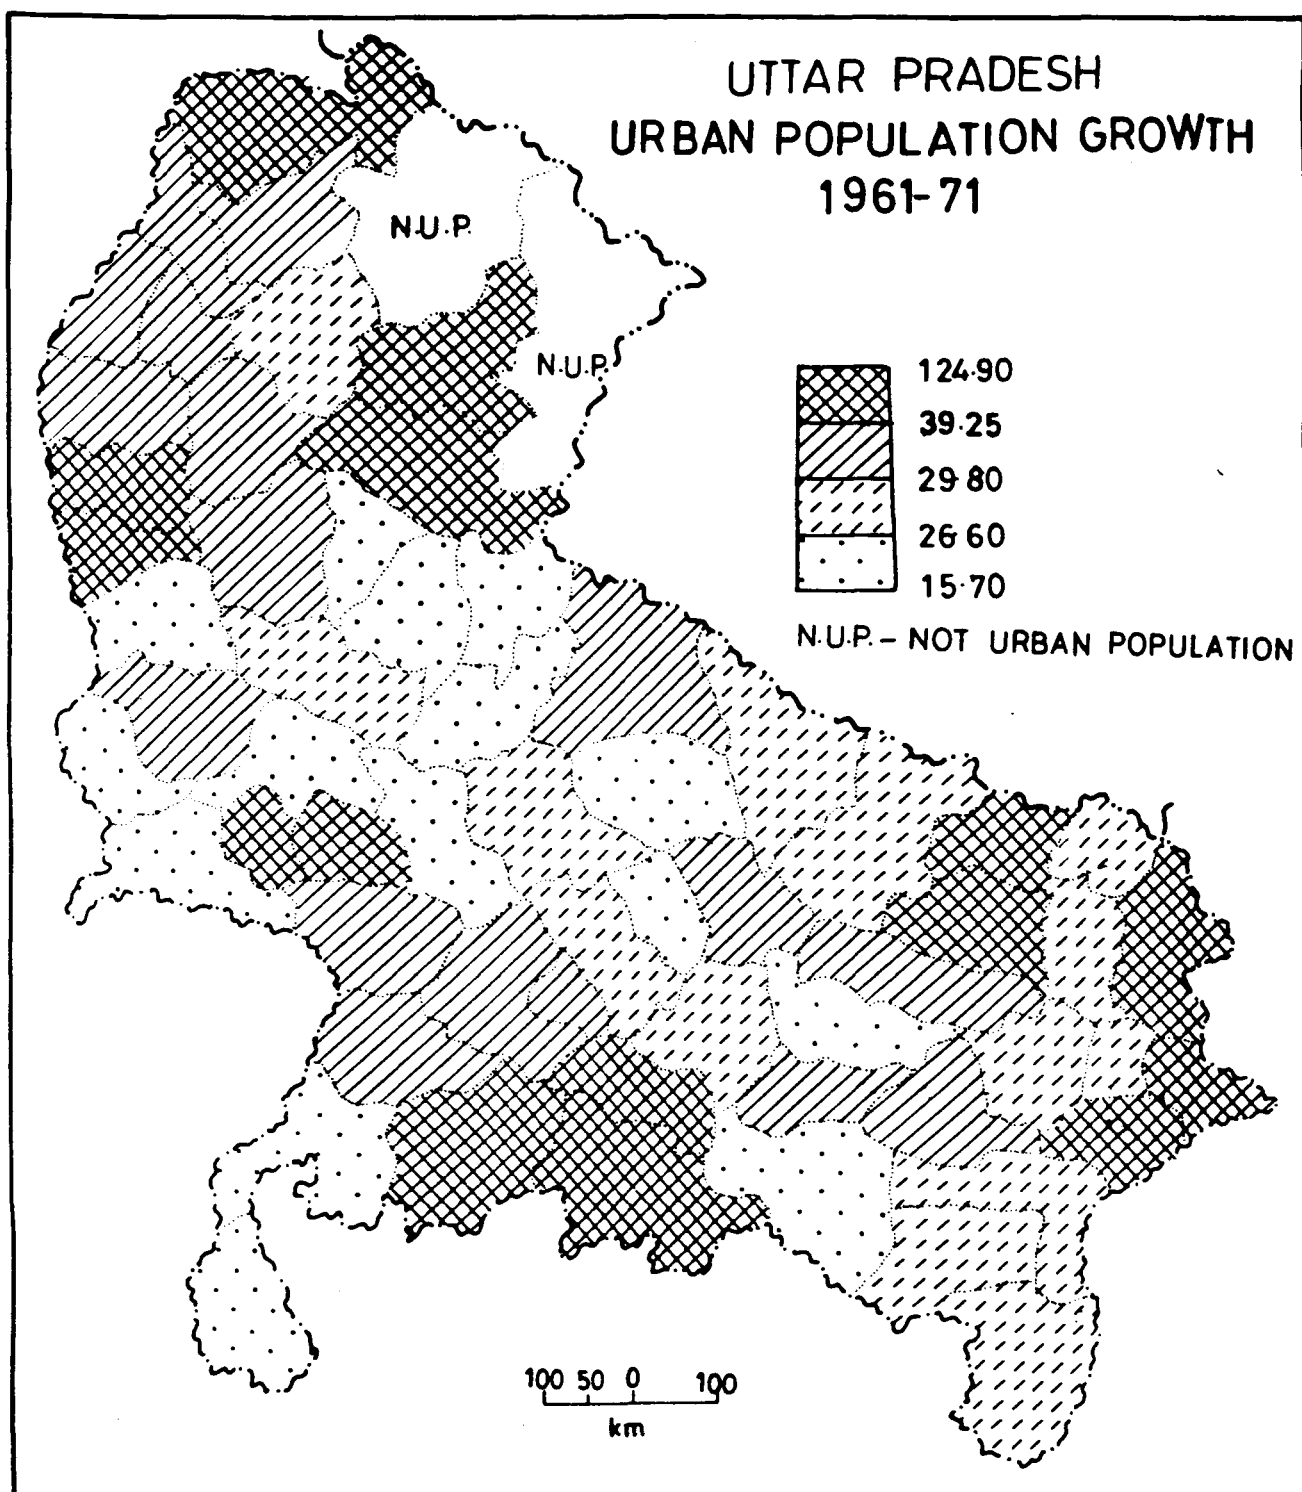 UTTAR PRADESH
URBAN POPULATION GROWTH
1961-71
N.U.P.
N.U.P.
124·90
39·25
29·80
26·60
15·70
N.U.P. – NOT URBAN POPULATION
100 50 0 100
km